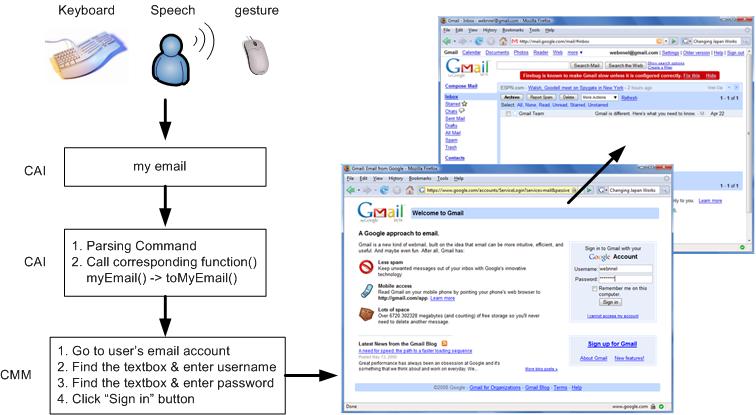 Keyboard Speech gesture
CAI
my email
CAI
1. Parsing Command
2. Call corresponding function()
myEmail() -> toMyEmail()
CMM
1. Go to user's email account
2. Find the textbox & enter username
3. Find the textbox & enter password
4. Click "Sign in" button
Gmail - Inbox - webnnel@gmail.com - Mozilla Firefox
File Edit View History Bookmarks Tools Help
http://mail.google.com/mail/#inbox
Changing Japan Works
Gmail Calendar Documents Photos Reader Web more
webnnel@gmail.com | Settings | Older version | Help | Sign out
Gmail
Search Mail
Search the Web
Show search options
Create a filter
Firebug is known to make Gmail slow unless it is configured correctly. Fix this Hide
Compose Mail
Inbox
Starred
Chats
Sent Mail
Drafts
All Mail
Spam
Trash
Contacts
ESPN.com - Walsh, Goodell meet on Spygate in New York - 2 hours ago
Archive Report Spam Delete More Actions Refresh
1 - 1 of 1
Select: All, None, Read, Unread, Starred, Unstarred
Gmail Team
Gmail is different. Here's what you need to know. - M
Apr 22
1 - 1 of 1
Learn more
Gmail: Email from Google - Mozilla Firefox
File Edit View History Bookmarks Tools Help
https://www.google.com/accounts/ServiceLogin?service=mail&passive
Changing Japan Works
Gmail
by Google
Welcome to Gmail
A Google approach to email.
Gmail is a new kind of webmail, built on the idea that email can be more intuitive, efficient, and
useful. And maybe even fun. After all, Gmail has:
Less spam
Keep unwanted messages out of your inbox with Google's innovative
technology
Mobile access
Read Gmail on your mobile phone by pointing your phone's web browser to
http://gmail.com/app Learn more
Lots of space
Over 6720.302328 megabytes (and counting) of free storage so you'll never
need to delete another message.
Sign in to Gmail with your
Google Account
Username: webnnel
Password: *******
Remember me on this
computer.
Sign in
I cannot access my account
Latest News from the Gmail Blog
A need for speed: the path to a faster loading sequence
Great performance has always been an obsession at Google and it's
something that we think about and work on everyday. We...
More blog posts »
Sign up for Gmail
About Gmail New features!
©2008 Google - Gmail for Organizations - Gmail Blog - Terms - Help
Done
www.google.com